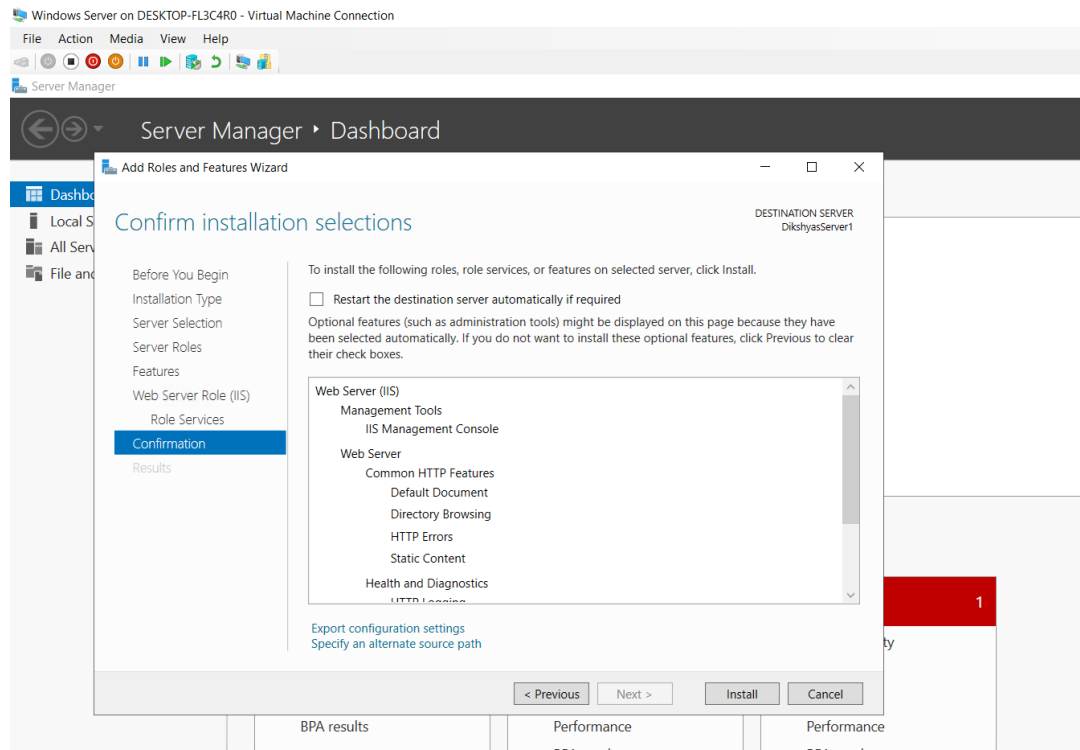 Windows Server on DESKTOP-FL3C4R0 - Virtual Machine Connection
File Action Media View Help
Server Manager
Server Manager ‣ Dashboard
Add Roles and Features Wizard
Dashbo
Local S
All Serv
File and
Confirm installation selections
DESTINATION SERVER
DikshyasServer1
Before You Begin
Installation Type
Server Selection
Server Roles
Features
Web Server Role (IIS)
Role Services
Confirmation
Results
To install the following roles, role services, or features on selected server, click Install.
Restart the destination server automatically if required
Optional features (such as administration tools) might be displayed on this page because they have
been selected automatically. If you do not want to install these optional features, click Previous to clear
their check boxes.
Web Server (IIS)
Management Tools
IIS Management Console
Web Server
Common HTTP Features
Default Document
Directory Browsing
HTTP Errors
Static Content
Health and Diagnostics
HTTP Logging
Export configuration settings
Specify an alternate source path
< Previous
Next >
Install
Cancel
1
ty
BPA results
Performance
Performance